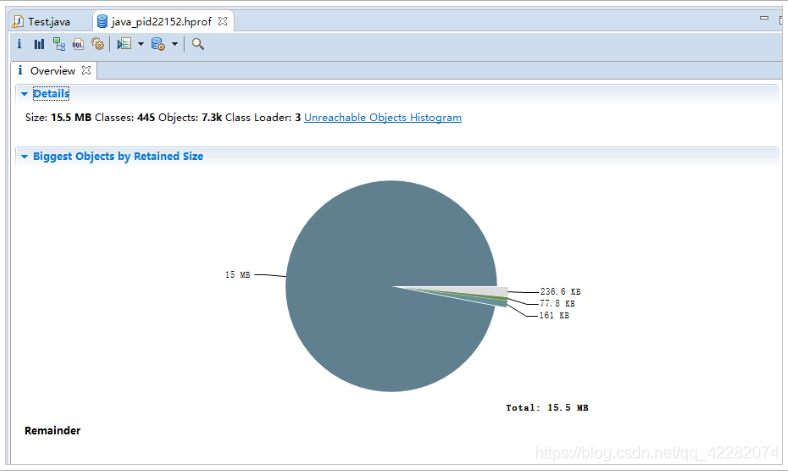 Test.java
java_pid22152.hprof
i Overview
Details
Size: 15.5 MB Classes: 445 Objects: 7.3k Class Loader: 3 Unreachable Objects Histogram
Biggest Objects by Retained Size
15 MB
236.6 KB
77.8 KB
161 KB
Total: 15.5 MB
Remainder
https://blog.csdn.net/qq_42282074